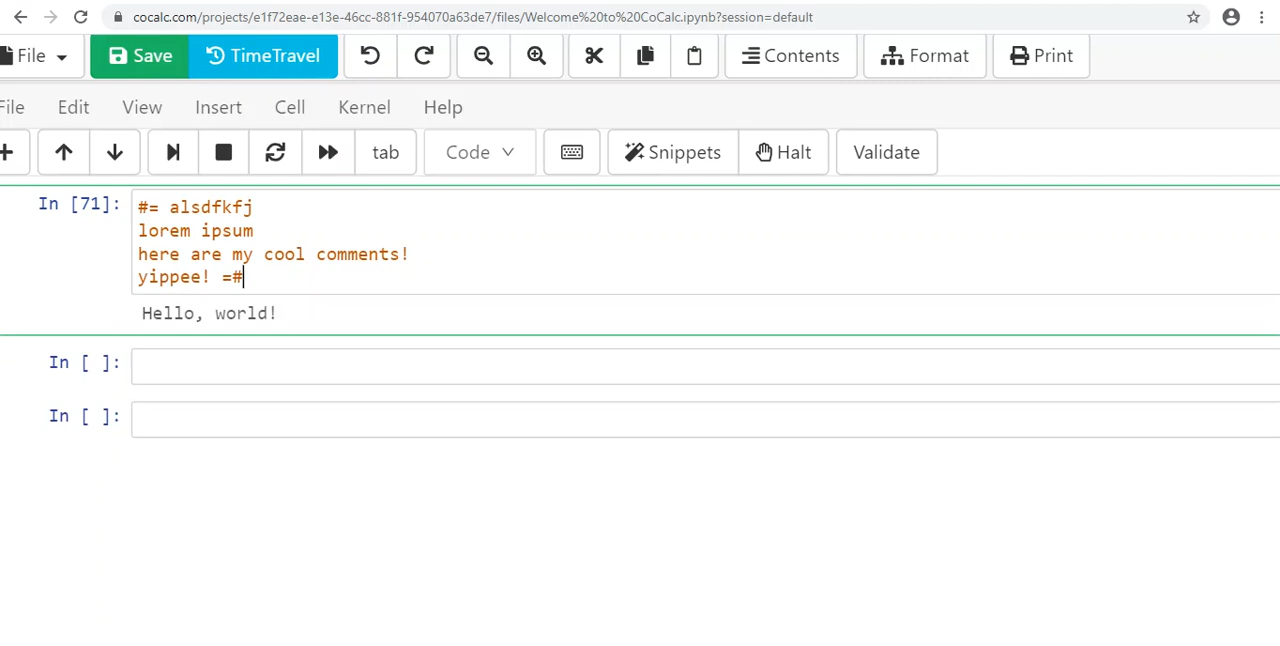 cocalc.com/projects/e1f72eae-e13e-46cc-881f-954070a63de7/files/Welcome%20to%20CoCalc.ipynb?session=default
File Save TimeTravel Contents Format Print
File Edit View Insert Cell Kernel Help
tab Code Snippets Halt Validate
In [71]: #= alsdfkfj
lorem ipsum
here are my cool comments!
yippee! =#
Hello, world!
In [ ]:
In [ ]: